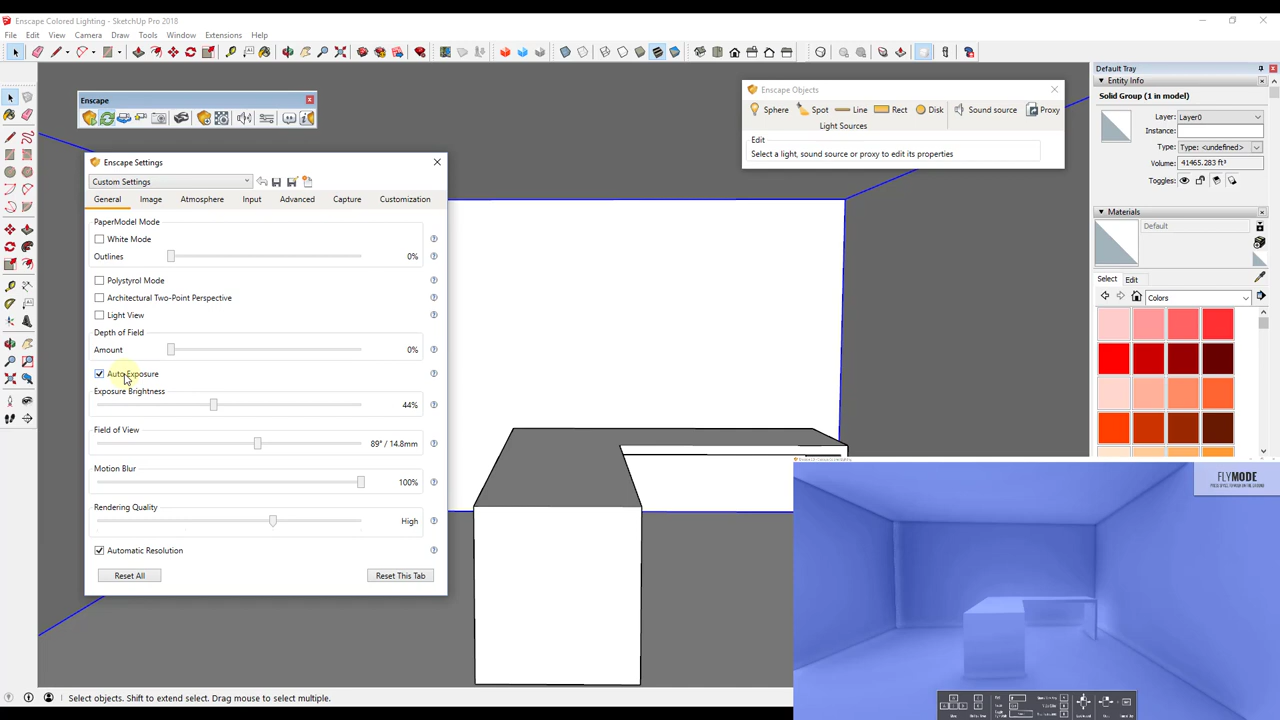 Enscape Colored Lighting - SketchUp Pro 2018
File Edit View Camera Draw Tools Window Extensions Help
Enscape
Enscape Objects
Sphere Spot Line Rect Disk Sound source Proxy
Light Sources
Edit
Select a light, sound source or proxy to edit its properties
Default Tray
Entity Info
Solid Group (1 in model)
Layer: Layer0
Instance:
Type: Type: <undefined>
Volume: 41465.283 ft³
Toggles:
Materials
Default
Select Edit
Colors
Enscape Settings
Custom Settings
General Image Atmosphere Input Advanced Capture Customization
PaperModel Mode
White Mode
Outlines 0%
Polystyrol Mode
Architectural Two-Point Perspective
Light View
Depth of Field
Amount 0%
Auto Exposure
Exposure Brightness
44%
Field of View
89° / 14.8mm
Motion Blur
100%
Rendering Quality
High
Automatic Resolution
Reset All Reset This Tab
FLYMODE
Select objects. Shift to extend select. Drag mouse to select multiple.